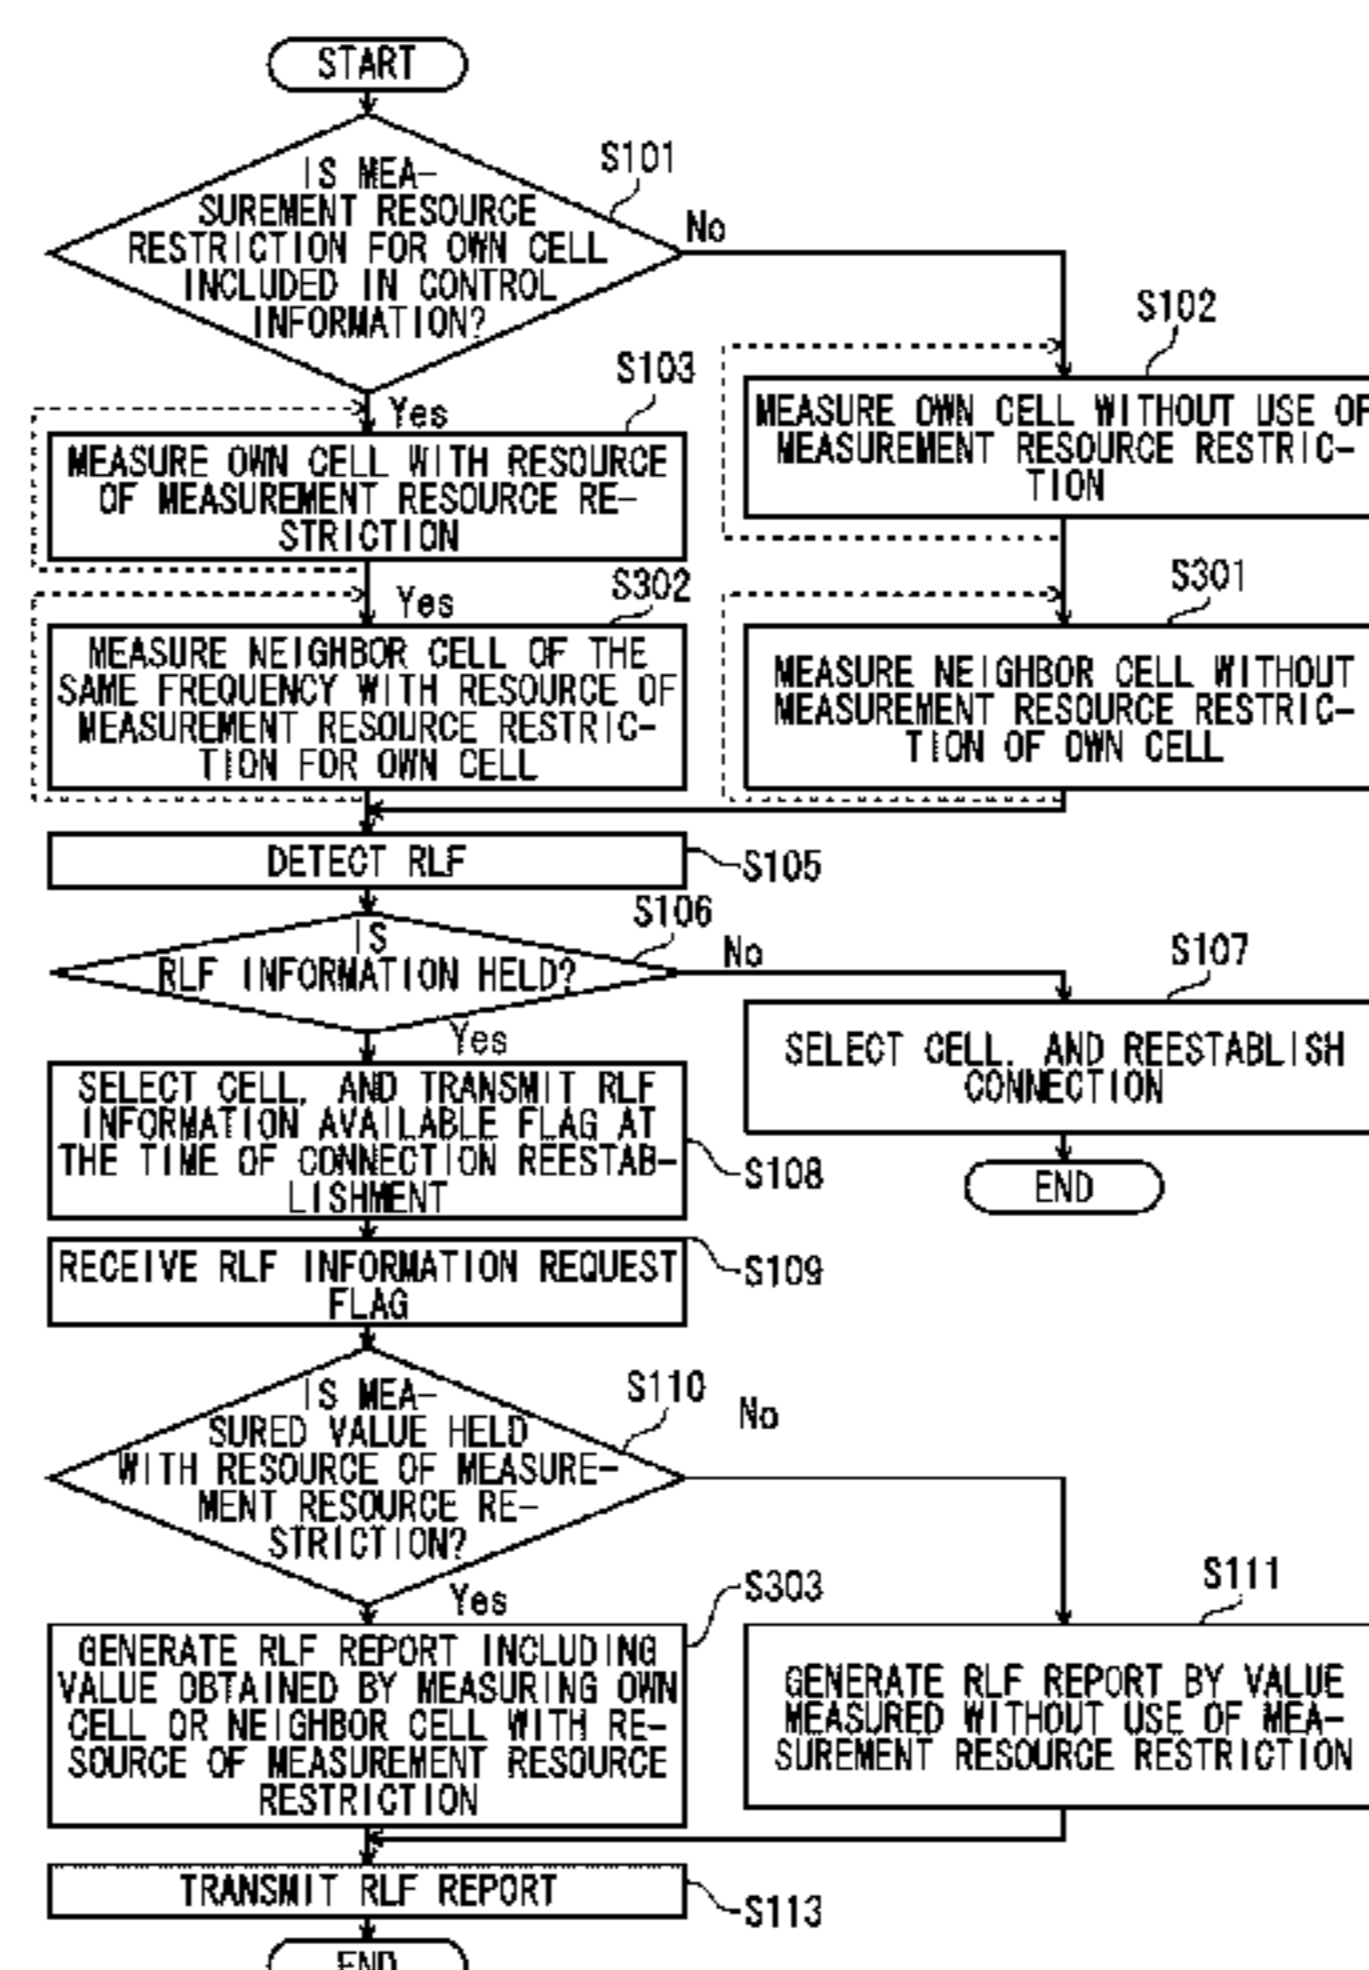 START
IS MEA-
SUREMENT RESOURCE
RESTRICTION FOR OWN CELL
INCLUDED IN CONTROL
INFORMATION?
S101
No
S102
MEASURE OWN CELL WITHOUT USE OF
MEASUREMENT RESOURCE RESTRIC-
TION
S103
Yes
MEASURE OWN CELL WITH RESOURCE
OF MEASUREMENT RESOURCE RE-
STRICTION
S302
Yes
MEASURE NEIGHBOR CELL OF THE
SAME FREQUENCY WITH RESOURCE OF
MEASUREMENT RESOURCE RESTRIC-
TION FOR OWN CELL
S301
MEASURE NEIGHBOR CELL WITHOUT
MEASUREMENT RESOURCE RESTRIC-
TION OF OWN CELL
DETECT RLF
S105
IS
RLF INFORMATION HELD?
S106
No
S107
SELECT CELL, AND REESTABLISH
CONNECTION
END
Yes
SELECT CELL, AND TRANSMIT RLF
INFORMATION AVAILABLE FLAG AT
THE TIME OF CONNECTION REESTAB-
LISHMENT
S108
RECEIVE RLF INFORMATION REQUEST
FLAG
S109
IS MEA-
SURED VALUE HELD
WITH RESOURCE OF MEASURE-
MENT RESOURCE RE-
STRICTION?
S110
No
Yes
S303
GENERATE RLF REPORT INCLUDING
VALUE OBTAINED BY MEASURING OWN
CELL OR NEIGHBOR CELL WITH RE-
SOURCE OF MEASUREMENT RESOURCE
RESTRICTION
S111
GENERATE RLF REPORT BY VALUE
MEASURED WITHOUT USE OF MEA-
SUREMENT RESOURCE RESTRICTION
TRANSMIT RLF REPORT
S113
END